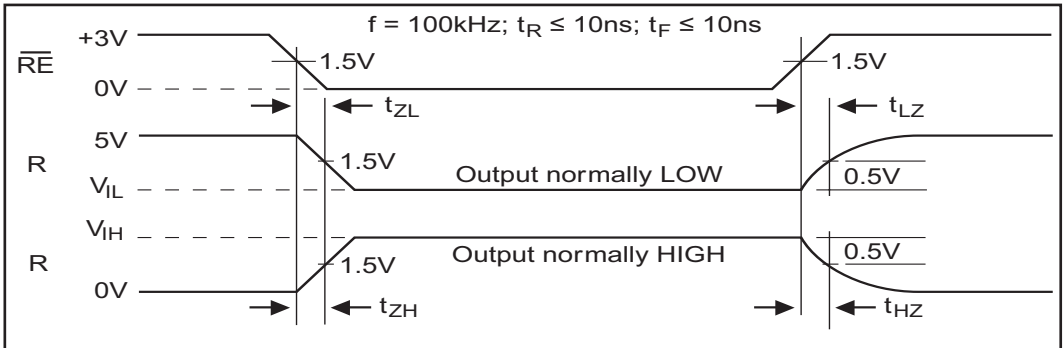 f = 100kHz; tR ≤ 10ns; tF ≤ 10ns
+3V
R̅E̅
1.5V
1.5V
0V
tZL
tLZ
5V
R
1.5V
Output normally LOW
0.5V
VIL
VIH
R
1.5V
Output normally HIGH
0.5V
0V
tZH
tHZ